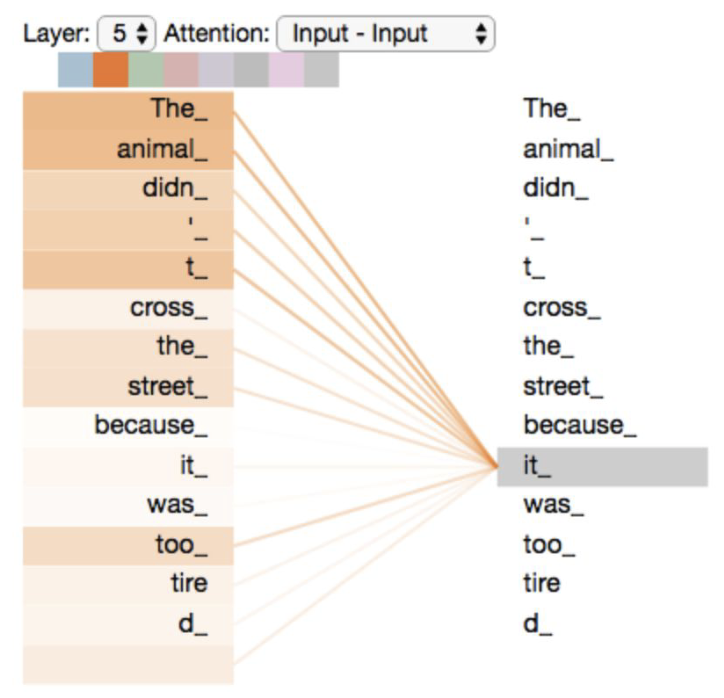 Layer: 5 Attention: Input - Input
The_ The_
animal_ animal_
didn_ didn_
'_ '_
t_ t_
cross_ cross_
the_ the_
street_ street_
because_ because_
it_ it_
was_ was_
too_ too_
tire tire
d_ d_